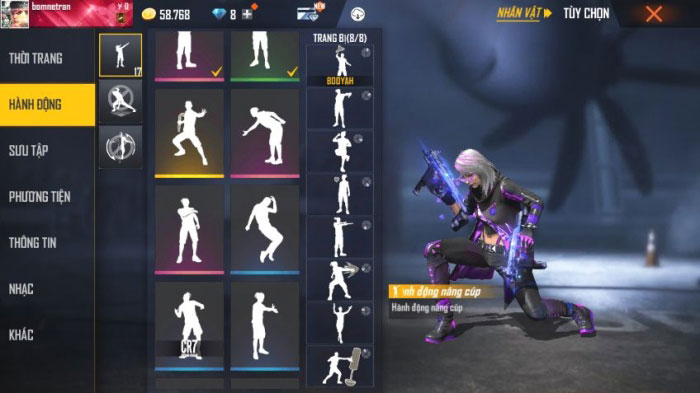 bomnetran
58.768
8
NEW
NHÂN VẬT
TÙY CHỌN
THỜI TRANG
HÀNH ĐỘNG
SƯU TẬP
PHƯƠNG TIỆN
THÔNG TIN
NHẠC
KHÁC
17
TRANG BỊ(8/8)
BOOYAH
CR7
nh động nâng cúp
Hành động nâng cúp